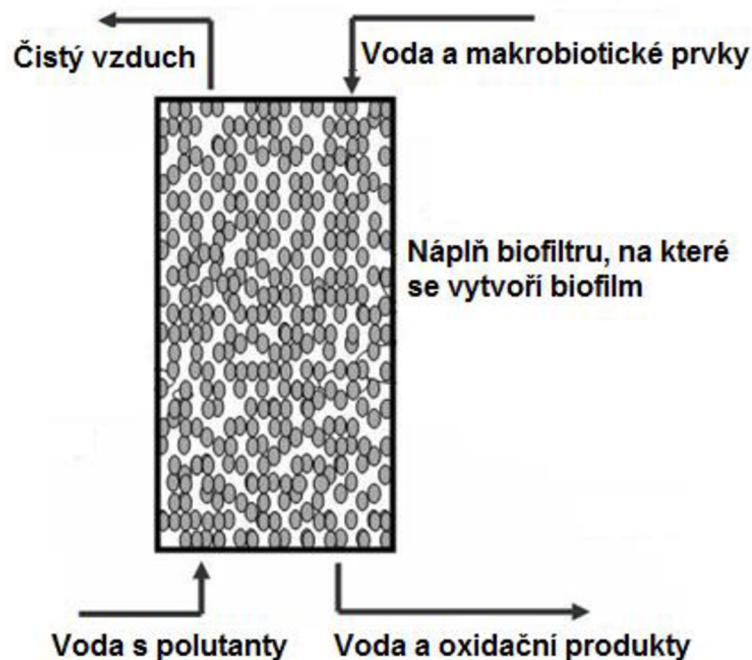 Čistý vzduch
Voda a makrobiotické prvky
Náplň biofiltru, na které
se vytvoří biofilm
Voda s polutanty
Voda a oxidační produkty